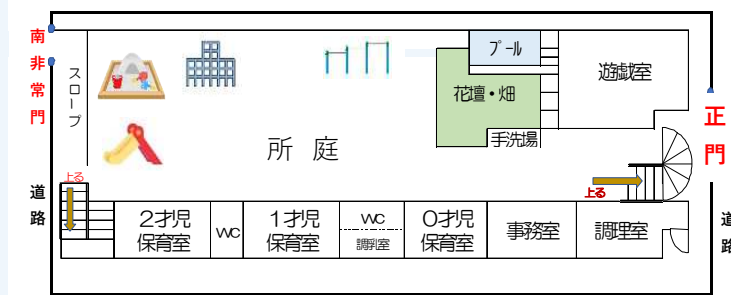 南非常門
スロープ
プール
遊戯室
花壇・畑
手洗場
所庭
正門
上る
上る
道路
道路
2才児
保育室
WC
1才児
保育室
WC
調乳室
0才児
保育室
事務室
調理室